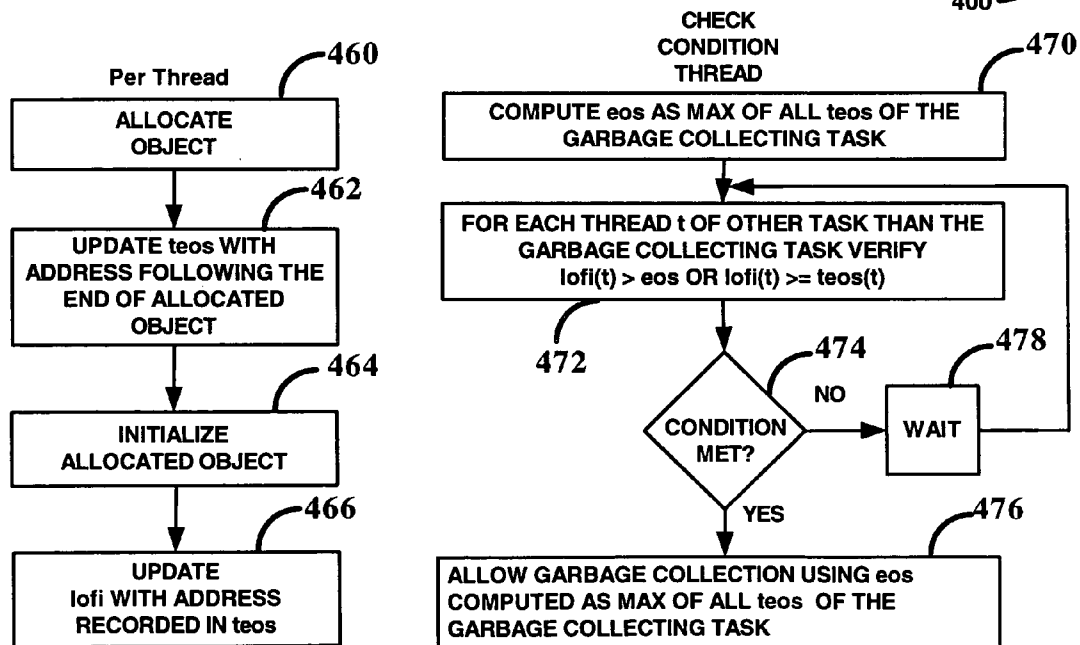 400
460
Per Thread
ALLOCATE
OBJECT
462
UPDATE teos WITH
ADDRESS FOLLOWING THE
END OF ALLOCATED
OBJECT
464
INITIALIZE
ALLOCATED OBJECT
466
UPDATE
lofi WITH ADDRESS
RECORDED IN teos
CHECK
CONDITION
THREAD
470
COMPUTE eos AS MAX OF ALL teos OF THE
GARBAGE COLLECTING TASK
FOR EACH THREAD t OF OTHER TASK THAN THE
GARBAGE COLLECTING TASK VERIFY
lofi(t) > eos OR lofi(t) >= teos(t)
472
474
CONDITION
MET?
NO
478
WAIT
YES
476
ALLOW GARBAGE COLLECTION USING eos
COMPUTED AS MAX OF ALL teos OF THE
GARBAGE COLLECTING TASK